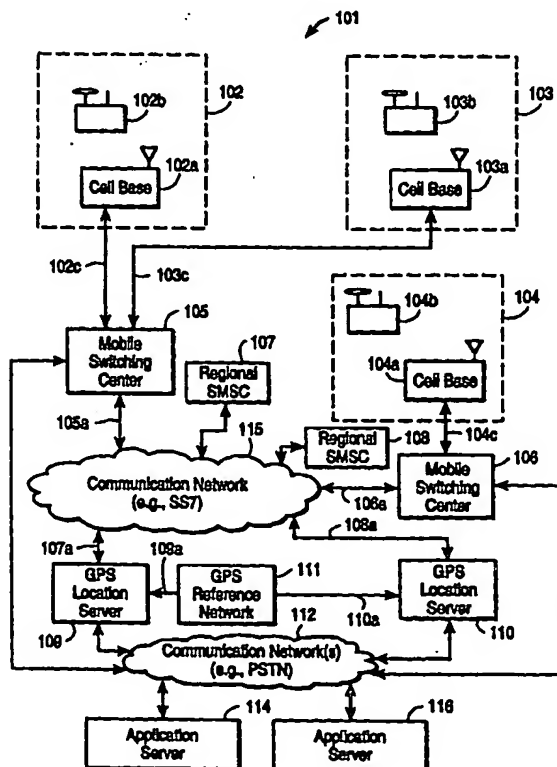 101
102b
102
102a
Cell Base
103b
103
103a
Cell Base
102c
103c
104b
104
104a
Cell Base
105
Mobile
Switching
Center
107
Regional
SMSC
105a
115
Regional
SMSC
108
104c
106
Mobile
Switching
Center
Communication Network
(e.g., SS7)
106a
108a
107a
109a
GPS
Location
Server
109
111
GPS
Reference
Network
110a
GPS
Location
Server
110
112
Communication Network(s)
(e.g., PSTN)
114
Application
Server
116
Application
Server